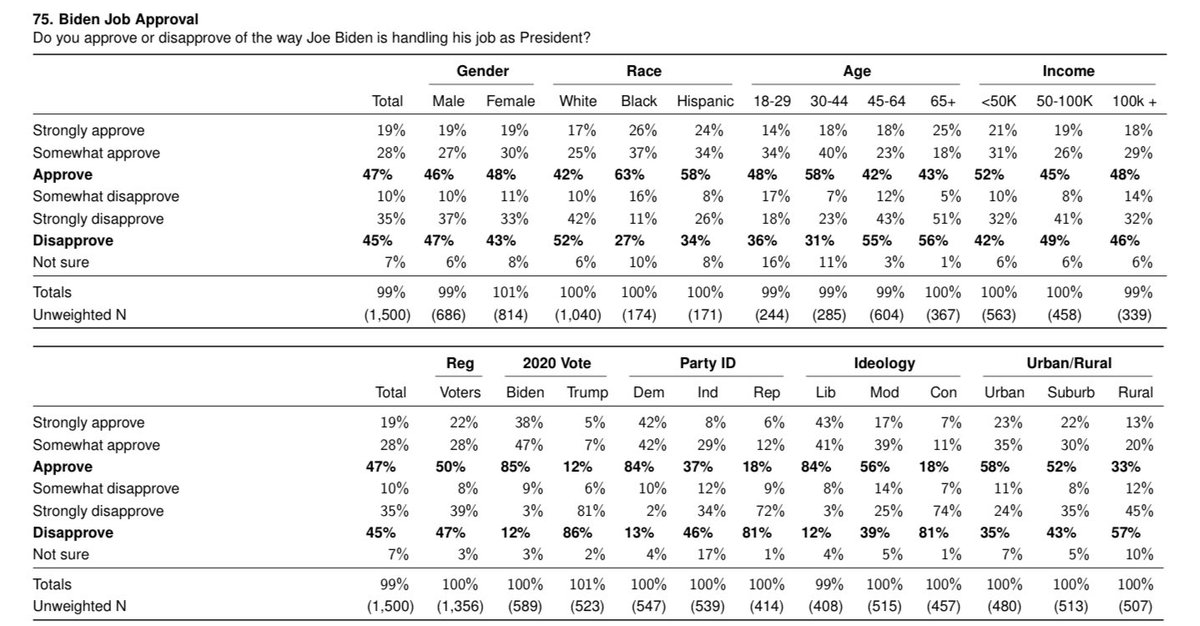 75. Biden Job Approval
Do you approve or disapprove of the way Joe Biden is handling his job as President?
Gender Race Age Income
Total Male Female White Black Hispanic 18-29 30-44 45-64 65+ <50K 50-100K 100k +
Strongly approve 19% 19% 19% 17% 26% 24% 14% 18% 18% 25% 21% 19% 18%
Somewhat approve 28% 27% 30% 25% 37% 34% 34% 40% 23% 18% 31% 26% 29%
Approve 47% 46% 48% 42% 63% 58% 48% 58% 42% 43% 52% 45% 48%
Somewhat disapprove 10% 10% 11% 10% 16% 8% 17% 7% 12% 5% 10% 8% 14%
Strongly disapprove 35% 37% 33% 42% 11% 26% 18% 23% 43% 51% 32% 41% 32%
Disapprove 45% 47% 43% 52% 27% 34% 36% 31% 55% 56% 42% 49% 46%
Not sure 7% 6% 8% 6% 10% 8% 16% 11% 3% 1% 6% 6% 6%
Totals 99% 99% 101% 100% 100% 100% 99% 99% 99% 100% 100% 100% 99%
Unweighted N (1,500) (686) (814) (1,040) (174) (171) (244) (285) (604) (367) (563) (458) (339)
Reg 2020 Vote Party ID Ideology Urban/Rural
Total Voters Biden Trump Dem Ind Rep Lib Mod Con Urban Suburb Rural
Strongly approve 19% 22% 38% 5% 42% 8% 6% 43% 17% 7% 23% 22% 13%
Somewhat approve 28% 28% 47% 7% 42% 29% 12% 41% 39% 11% 35% 30% 20%
Approve 47% 50% 85% 12% 84% 37% 18% 84% 56% 18% 58% 52% 33%
Somewhat disapprove 10% 8% 9% 6% 10% 12% 9% 8% 14% 7% 11% 8% 12%
Strongly disapprove 35% 39% 3% 81% 2% 34% 72% 3% 25% 74% 24% 35% 45%
Disapprove 45% 47% 12% 86% 13% 46% 81% 12% 39% 81% 35% 43% 57%
Not sure 7% 3% 3% 2% 4% 17% 1% 4% 5% 1% 7% 5% 10%
Totals 99% 100% 100% 101% 100% 100% 100% 99% 100% 100% 100% 100% 100%
Unweighted N (1,500) (1,356) (589) (523) (547) (539) (414) (408) (515) (457) (480) (513) (507)